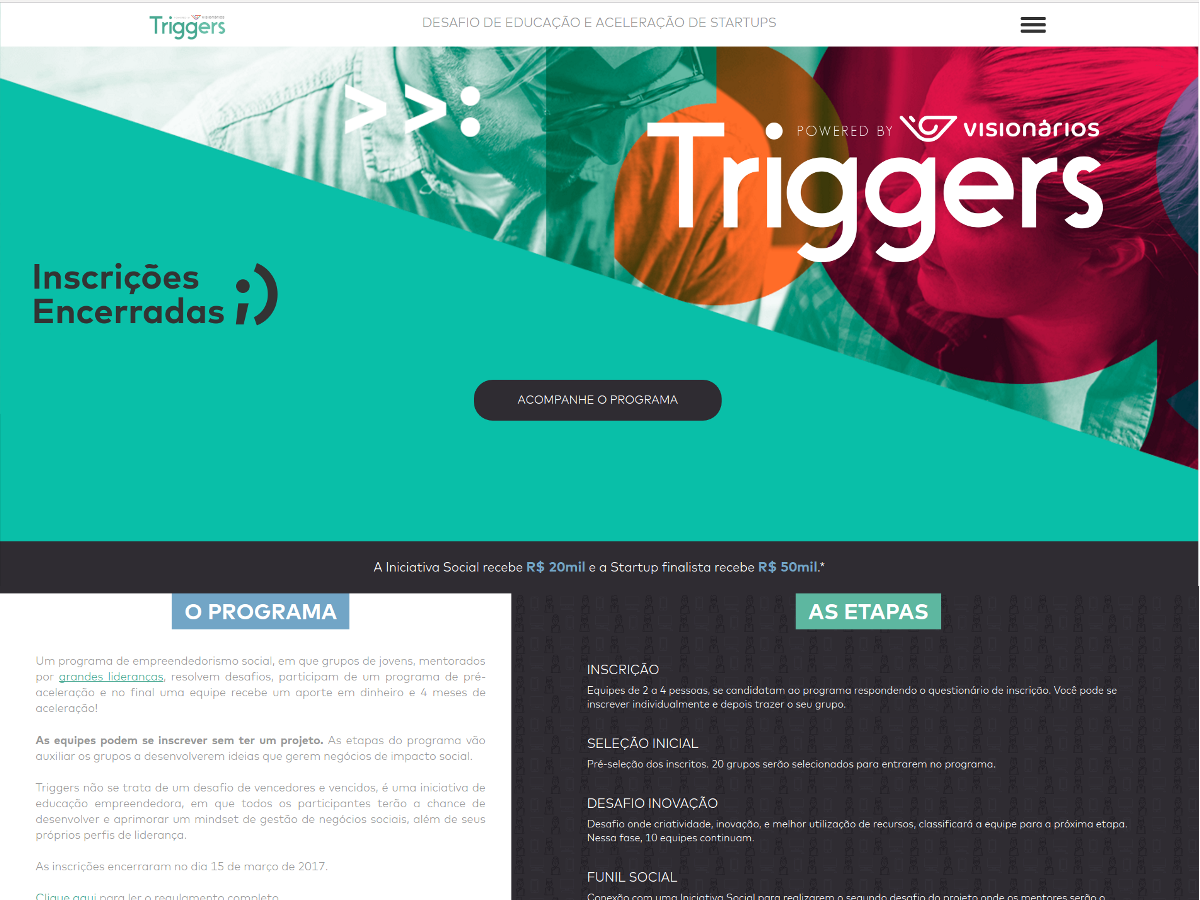 Triggers
DESAFIO DE EDUCAÇÃO E ACELERAÇÃO DE STARTUPS
>>:
POWERED BY VISIONÁRIOS
Triggers
Inscrições
Encerradas ;)
ACOMPANHE O PROGRAMA
A Iniciativa Social recebe R$ 20mil e a Startup finalista recebe R$ 50mil.*
O PROGRAMA
Um programa de empreendedorismo social, em que grupos de jovens, mentorados
por grandes lideranças, resolvem desafios, participam de um programa de pré-
aceleração e no final uma equipe recebe um aporte em dinheiro e 4 meses de
aceleração!
As equipes podem se inscrever sem ter um projeto. As etapas do programa vão
auxiliar os grupos a desenvolverem ideias que gerem negócios de impacto social.
Triggers não se trata de um desafio de vencedores e vencidos, é uma iniciativa de
educação empreendedora, em que todos os participantes terão a chance de
desenvolver e aprimorar um mindset de gestão de negócios sociais, além de seus
próprios perfis de liderança.
As inscrições encerraram no dia 15 de março de 2017.
Clique aqui para ler o regulamento completo
AS ETAPAS
INSCRIÇÃO
Equipes de 2 a 4 pessoas, se candidatam ao programa respondendo o questionário de inscrição. Você pode se
inscrever individualmente e depois trazer o seu grupo.
SELEÇÃO INICIAL
Pré-seleção dos inscritos. 20 grupos serão selecionados para entrarem no programa.
DESAFIO INOVAÇÃO
Desafio onde criatividade, inovação, e melhor utilização de recursos, classificará a equipe para a próxima etapa.
Nessa fase, 10 equipes continuam.
FUNIL SOCIAL
Conexão com uma Iniciativa Social para realizarem o segundo desafio do projeto onde os mentores serão o